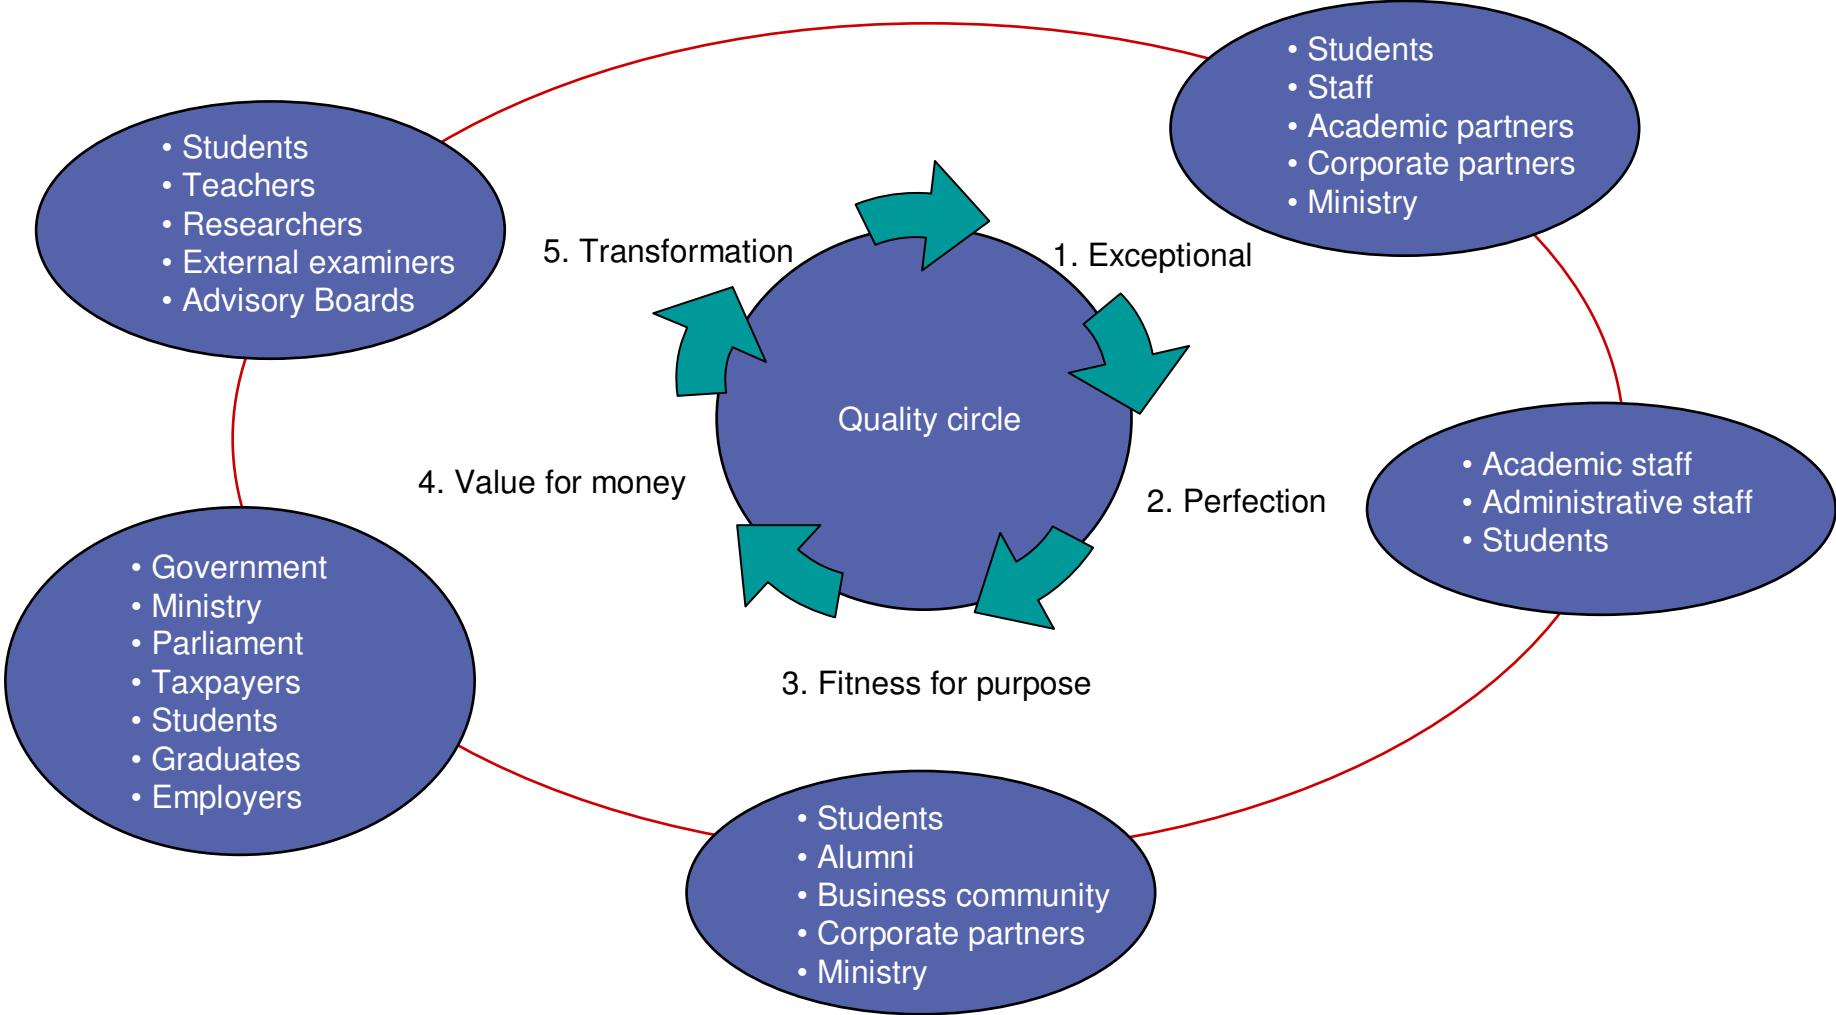 • Students
• Staff
• Academic partners
• Corporate partners
• Ministry
• Students
• Teachers
• Researchers
• External examiners
• Advisory Boards
5. Transformation
1. Exceptional
Quality circle
4. Value for money
2. Perfection
• Academic staff
• Administrative staff
• Students
3. Fitness for purpose
• Government
• Ministry
• Parliament
• Taxpayers
• Students
• Graduates
• Employers
• Students
• Alumni
• Business community
• Corporate partners
• Ministry